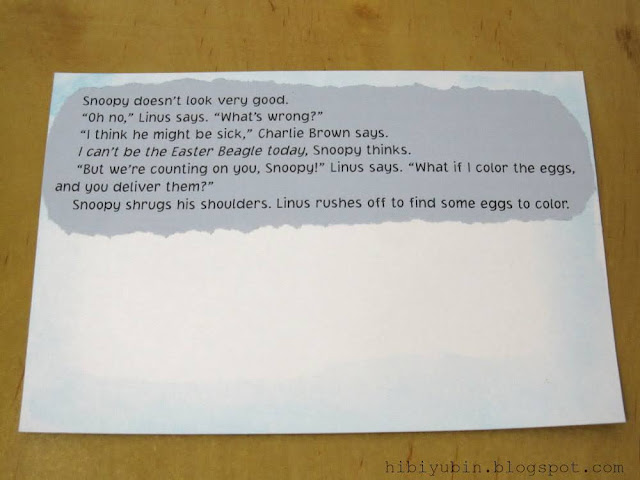 Snoopy doesn't look very good.
"Oh no," Linus says. "What's wrong?"
"I think he might be sick," Charlie Brown says.
I can't be the Easter Beagle today, Snoopy thinks.
"But we're counting on you, Snoopy!" Linus says. "What if I color the eggs,
and you deliver them?"
Snoopy shrugs his shoulders. Linus rushes off to find some eggs to color.
hibiyubin.blogspot.com